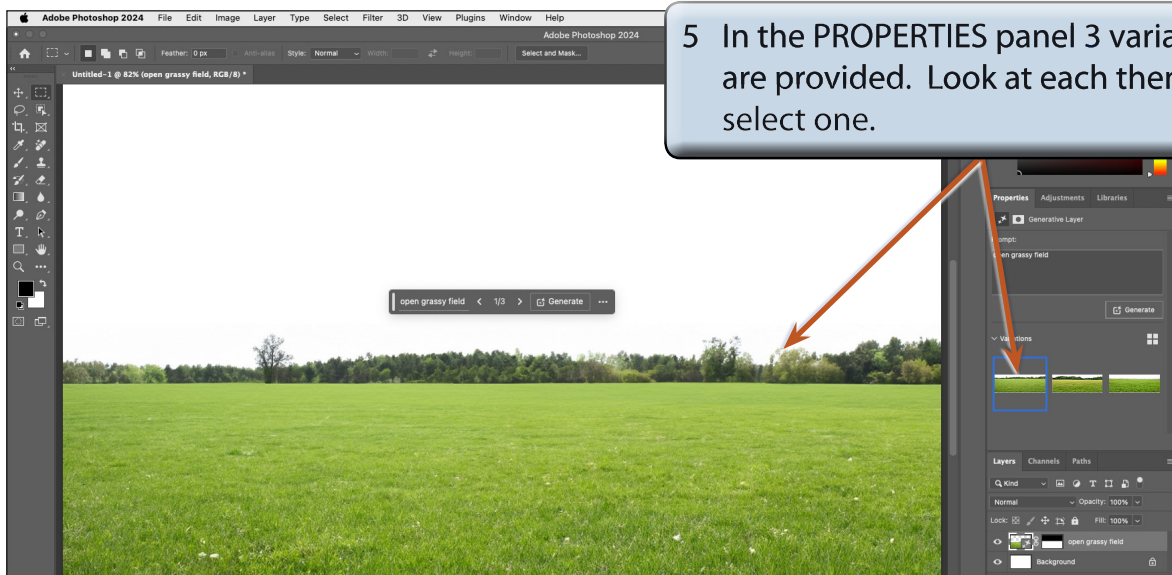 Adobe Photoshop 2024 File Edit Image Layer Type Select Filter 3D View Plugins Window Help
Adobe Photoshop 2024
Feather: 0 px Anti-alias Style: Normal Width: Height: Select and Mask...
Untitled-1 @ 82% (open grassy field, RGB/8) *
5 In the PROPERTIES panel 3 varia
are provided. Look at each then
select one.
Properties Adjustments Libraries
Generative Layer
ompt:
open grassy field
Generate
open grassy field < 1/3 > Generate ...
Variations
Layers Channels Paths
Kind
Normal Opacity: 100%
Lock: Fill: 100%
open grassy field
Background